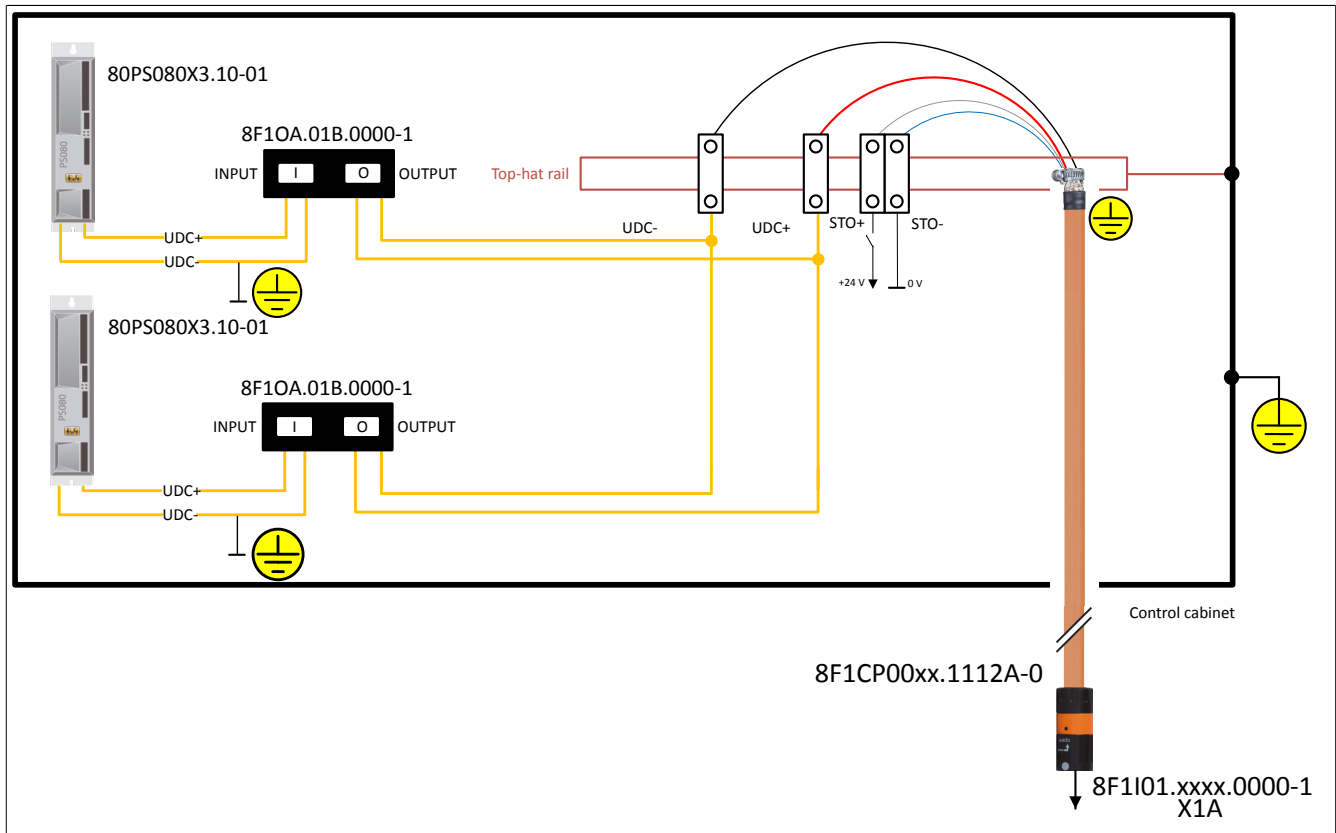 80PS080X3.10-01
PS080
8F1OA.01B.0000-1
INPUT
I
O
OUTPUT
UDC+
UDC-
Top-hat rail
UDC-
UDC+
STO+
STO-
+24 V
0 V
80PS080X3.10-01
PS080
8F1OA.01B.0000-1
INPUT
I
O
OUTPUT
UDC+
UDC-
Control cabinet
8F1CP00xx.1112A-0
8F1I01.xxxx.0000-1
X1A